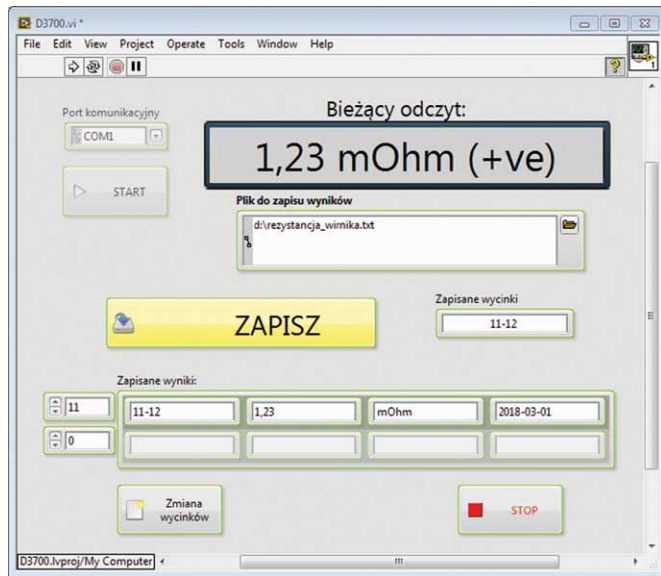 D3700.vi *
File Edit View Project Operate Tools Window Help
1
Port komunikacyjny
COM1
START
Bieżący odczyt:
1,23 mOhm (+ve)
Plik do zapisu wyników
d:\rezystancja_wirnika.txt
ZAPISZ
Zapisane wycinki
11-12
Zapisane wyniki:
11 11-12 1,23 mOhm 2018-03-01
0
Zmiana
wycinków
STOP
D3700.lvproj/My Computer